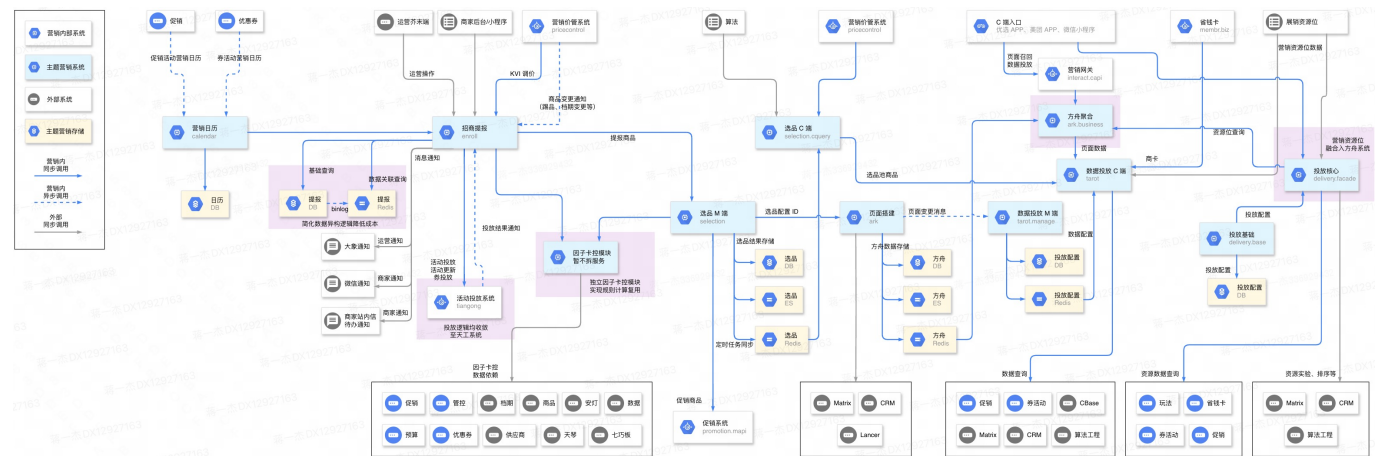 营销内部系统
主题营销系统
外部系统
主题营销存储
营销内
同步调用
营销内
异步调用
外部
同步调用
促销
优惠券
促销活动营销日历
券活动营销日历
营销日历
calendar
日历
DB
运营芥末端
商家后台/小程序
营销价管系统
pricecontrol
运营操作
KVI 调价
商品变更通知
（踢品、档期变更等）
招商提报
enroll
提报商品
消息通知
基础查询
数据关联查询
提报
DB
binlog
提报
Redis
简化数据异构逻辑降低成本
大象通知
运营通知
微信通知
商家通知
商家站内信
待办通知
商家通知
投放结果通知
活动投放
活动更新
券投放
活动投放系统
tiangong
投放逻辑均收敛
至天工系统
因子卡控模块
暂不拆服务
独立因子卡控模块
实现规则计算复用
因子卡控
数据依赖
促销
管控
档期
商品
安灯
数据
预算
优惠券
供应商
天琴
七巧板
算法
营销价管系统
pricecontrol
选品 C 端
selection.cquery
选品池商品
选品 M 端
selection
选品配置 ID
选品结果存储
选品
DB
选品
ES
选品
Redis
定时任务同步
促销商品
促销系统
promotion.mapi
页面搭建
ark
页面变更消息
方舟数据存储
方舟
DB
方舟
ES
方舟
Redis
Matrix
CRM
Lancer
C 端入口
优选 APP、美团 APP、微信小程序
页面召回
数据投放
营销网关
interact.capi
方舟聚合
ark.business
页面数据
数据投放 C 端
tarot
数据投放 M 端
tarot.manage
数据配置
投放配置
DB
投放配置
Redis
数据查询
促销
券活动
CBase
Matrix
CRM
算法工程
省钱卡
membr.biz
商卡
展销资源位
营销资源位数据
资源位查询
营销资源位
融合入方舟系统
投放核心
delivery.facade
投放配置
投放基础
delivery.base
投放配置
投放配置
DB
资源数据查询
玩法
省钱卡
券活动
促销
资源实验、排序等
Matrix
CRM
算法工程